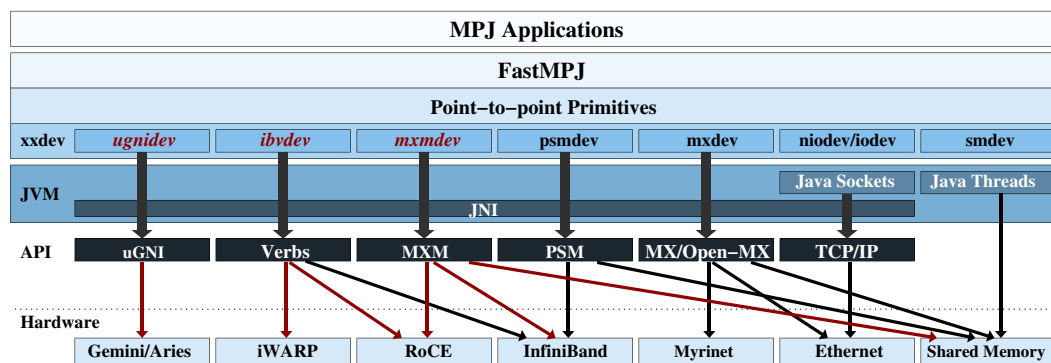 MPJ Applications
FastMPJ
Point-to-point Primitives
xxdev ugnidev ibvdev mxmdev psmdev mxdev niodev/iodev smdev
JVM Java Sockets Java Threads
JNI
API uGNI Verbs MXM PSM MX/Open-MX TCP/IP
Hardware
Gemini/Aries iWARP RoCE InfiniBand Myrinet Ethernet Shared Memory